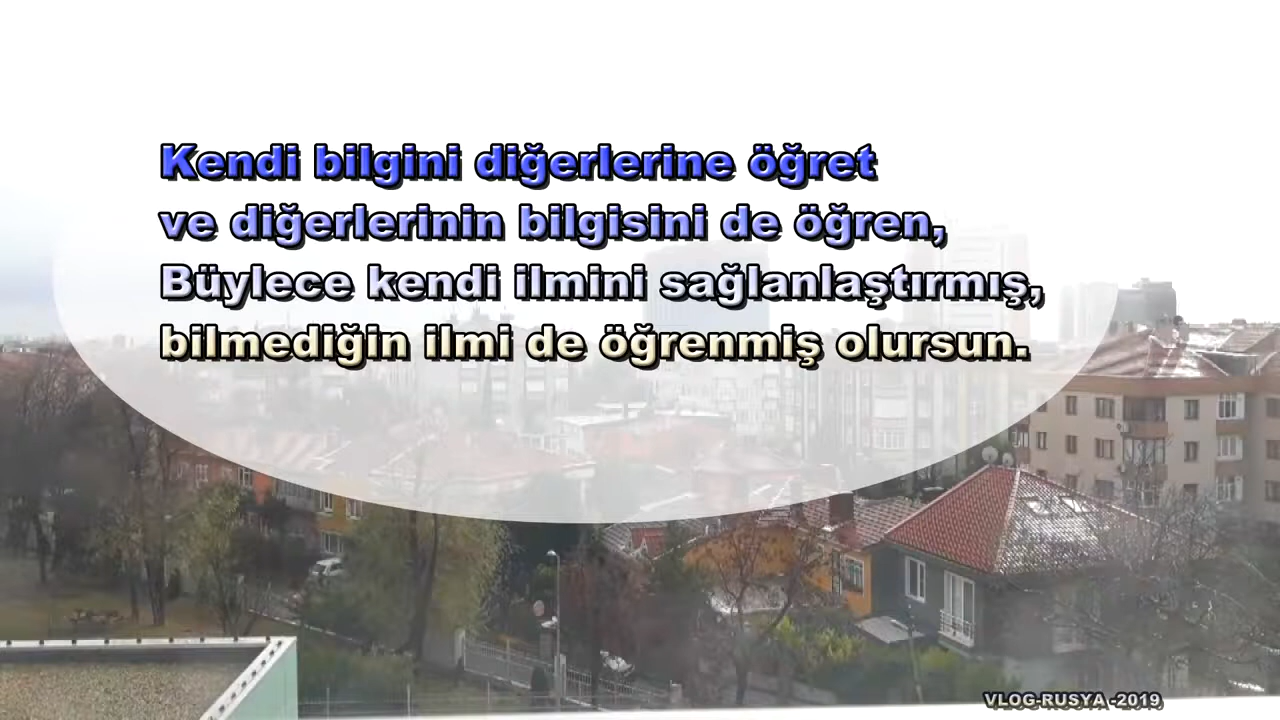 Kendi bilgini diğerlerine öğret
ve diğerlerinin bilgisini de öğren,
Büylece kendi ilmini sağlanlaştırmış,
bilmediğin ilmi de öğrenmiş olursun.
VLOG-RUSYA -2019